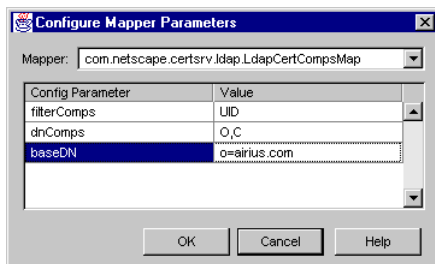 Configure Mapper Parameters
Mapper: com.netscape.certsrv.ldap.LdapCertCompsMap
Config Parameter Value
filterComps UID
dnComps O,C
baseDN o=airius.com
OK Cancel Help